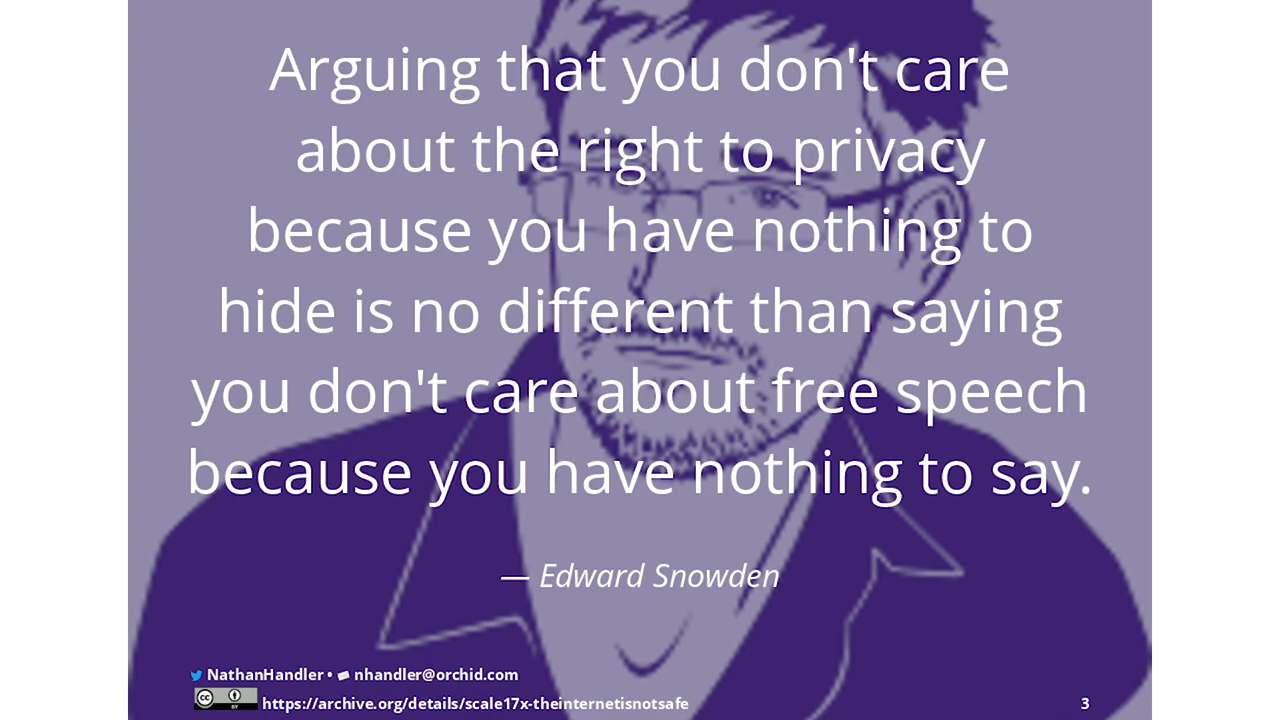 Arguing that you don't care
about the right to privacy
because you have nothing to
hide is no different than saying
you don't care about free speech
because you have nothing to say.
— Edward Snowden
NathanHandler • nhandler@orchid.com
cc BY https://archive.org/details/scale17x-theinternetisnotsafe 3